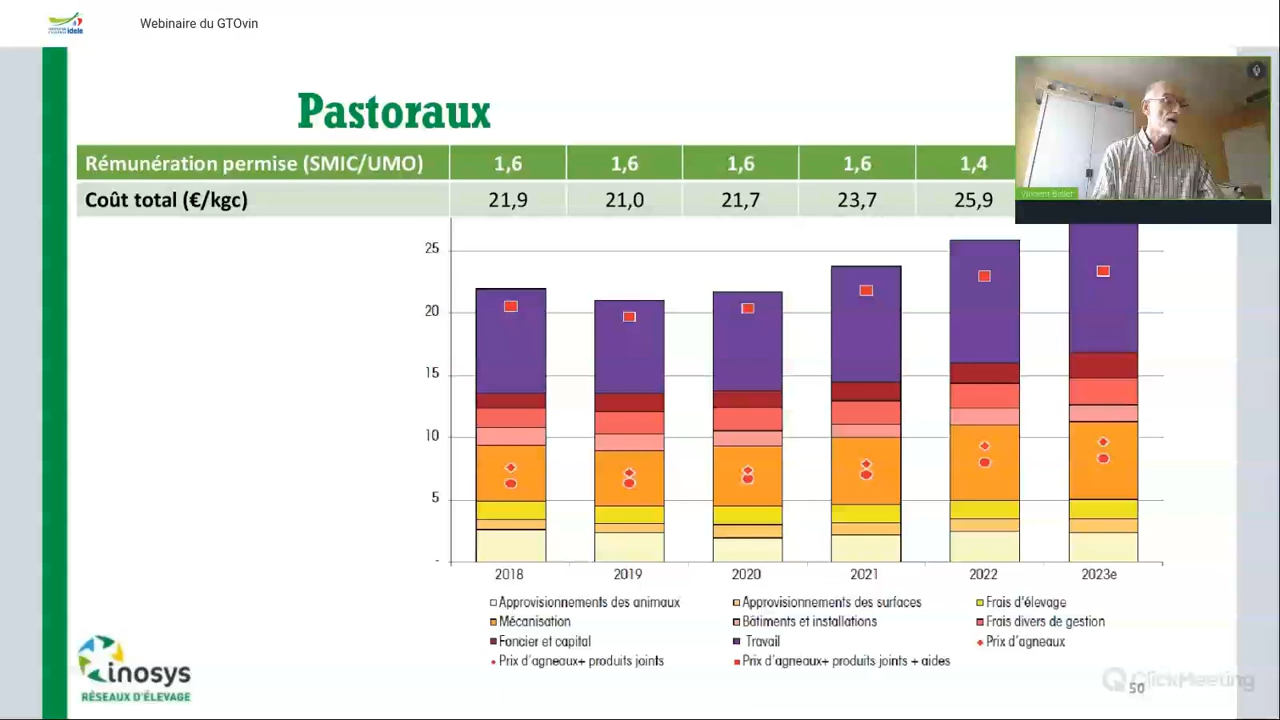 idele
Webinaire du GTOvin
Pastoraux
Rémunération permise (SMIC/UMO) 1,6 1,6 1,6 1,6 1,4
Coût total (€/kgc) 21,9 21,0 21,7 23,7 25,9
25
20
15
10
5
-
2018 2019 2020 2021 2022 2023e
Approvisionnements des animaux Approvisionnements des surfaces Frais d'élevage
Mécanisation Bâtiments et installations Frais divers de gestion
Foncier et capital Travail Prix d'agneaux
Prix d'agneaux+ produits joints Prix d'agneaux+ produits joints + aides
inosys
RÉSEAUX D'ÉLEVAGE
ClickMeeting
50